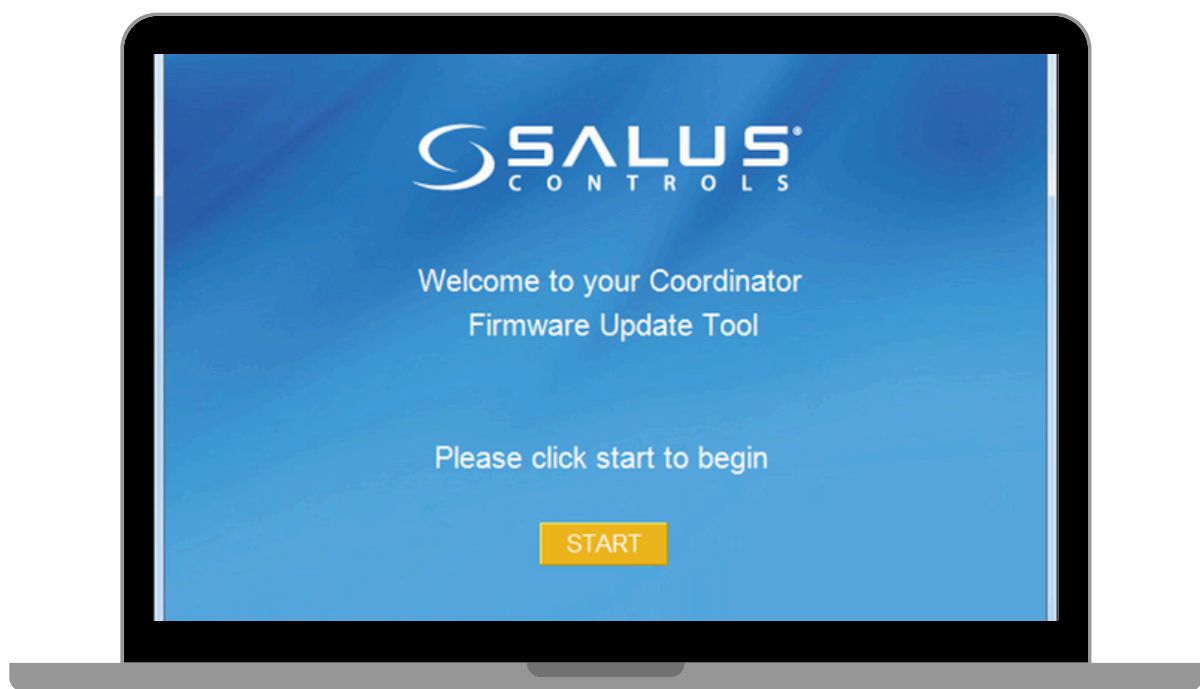 SALUS®
CONTROLS
Welcome to your Coordinator
Firmware Update Tool
Please click start to begin
START